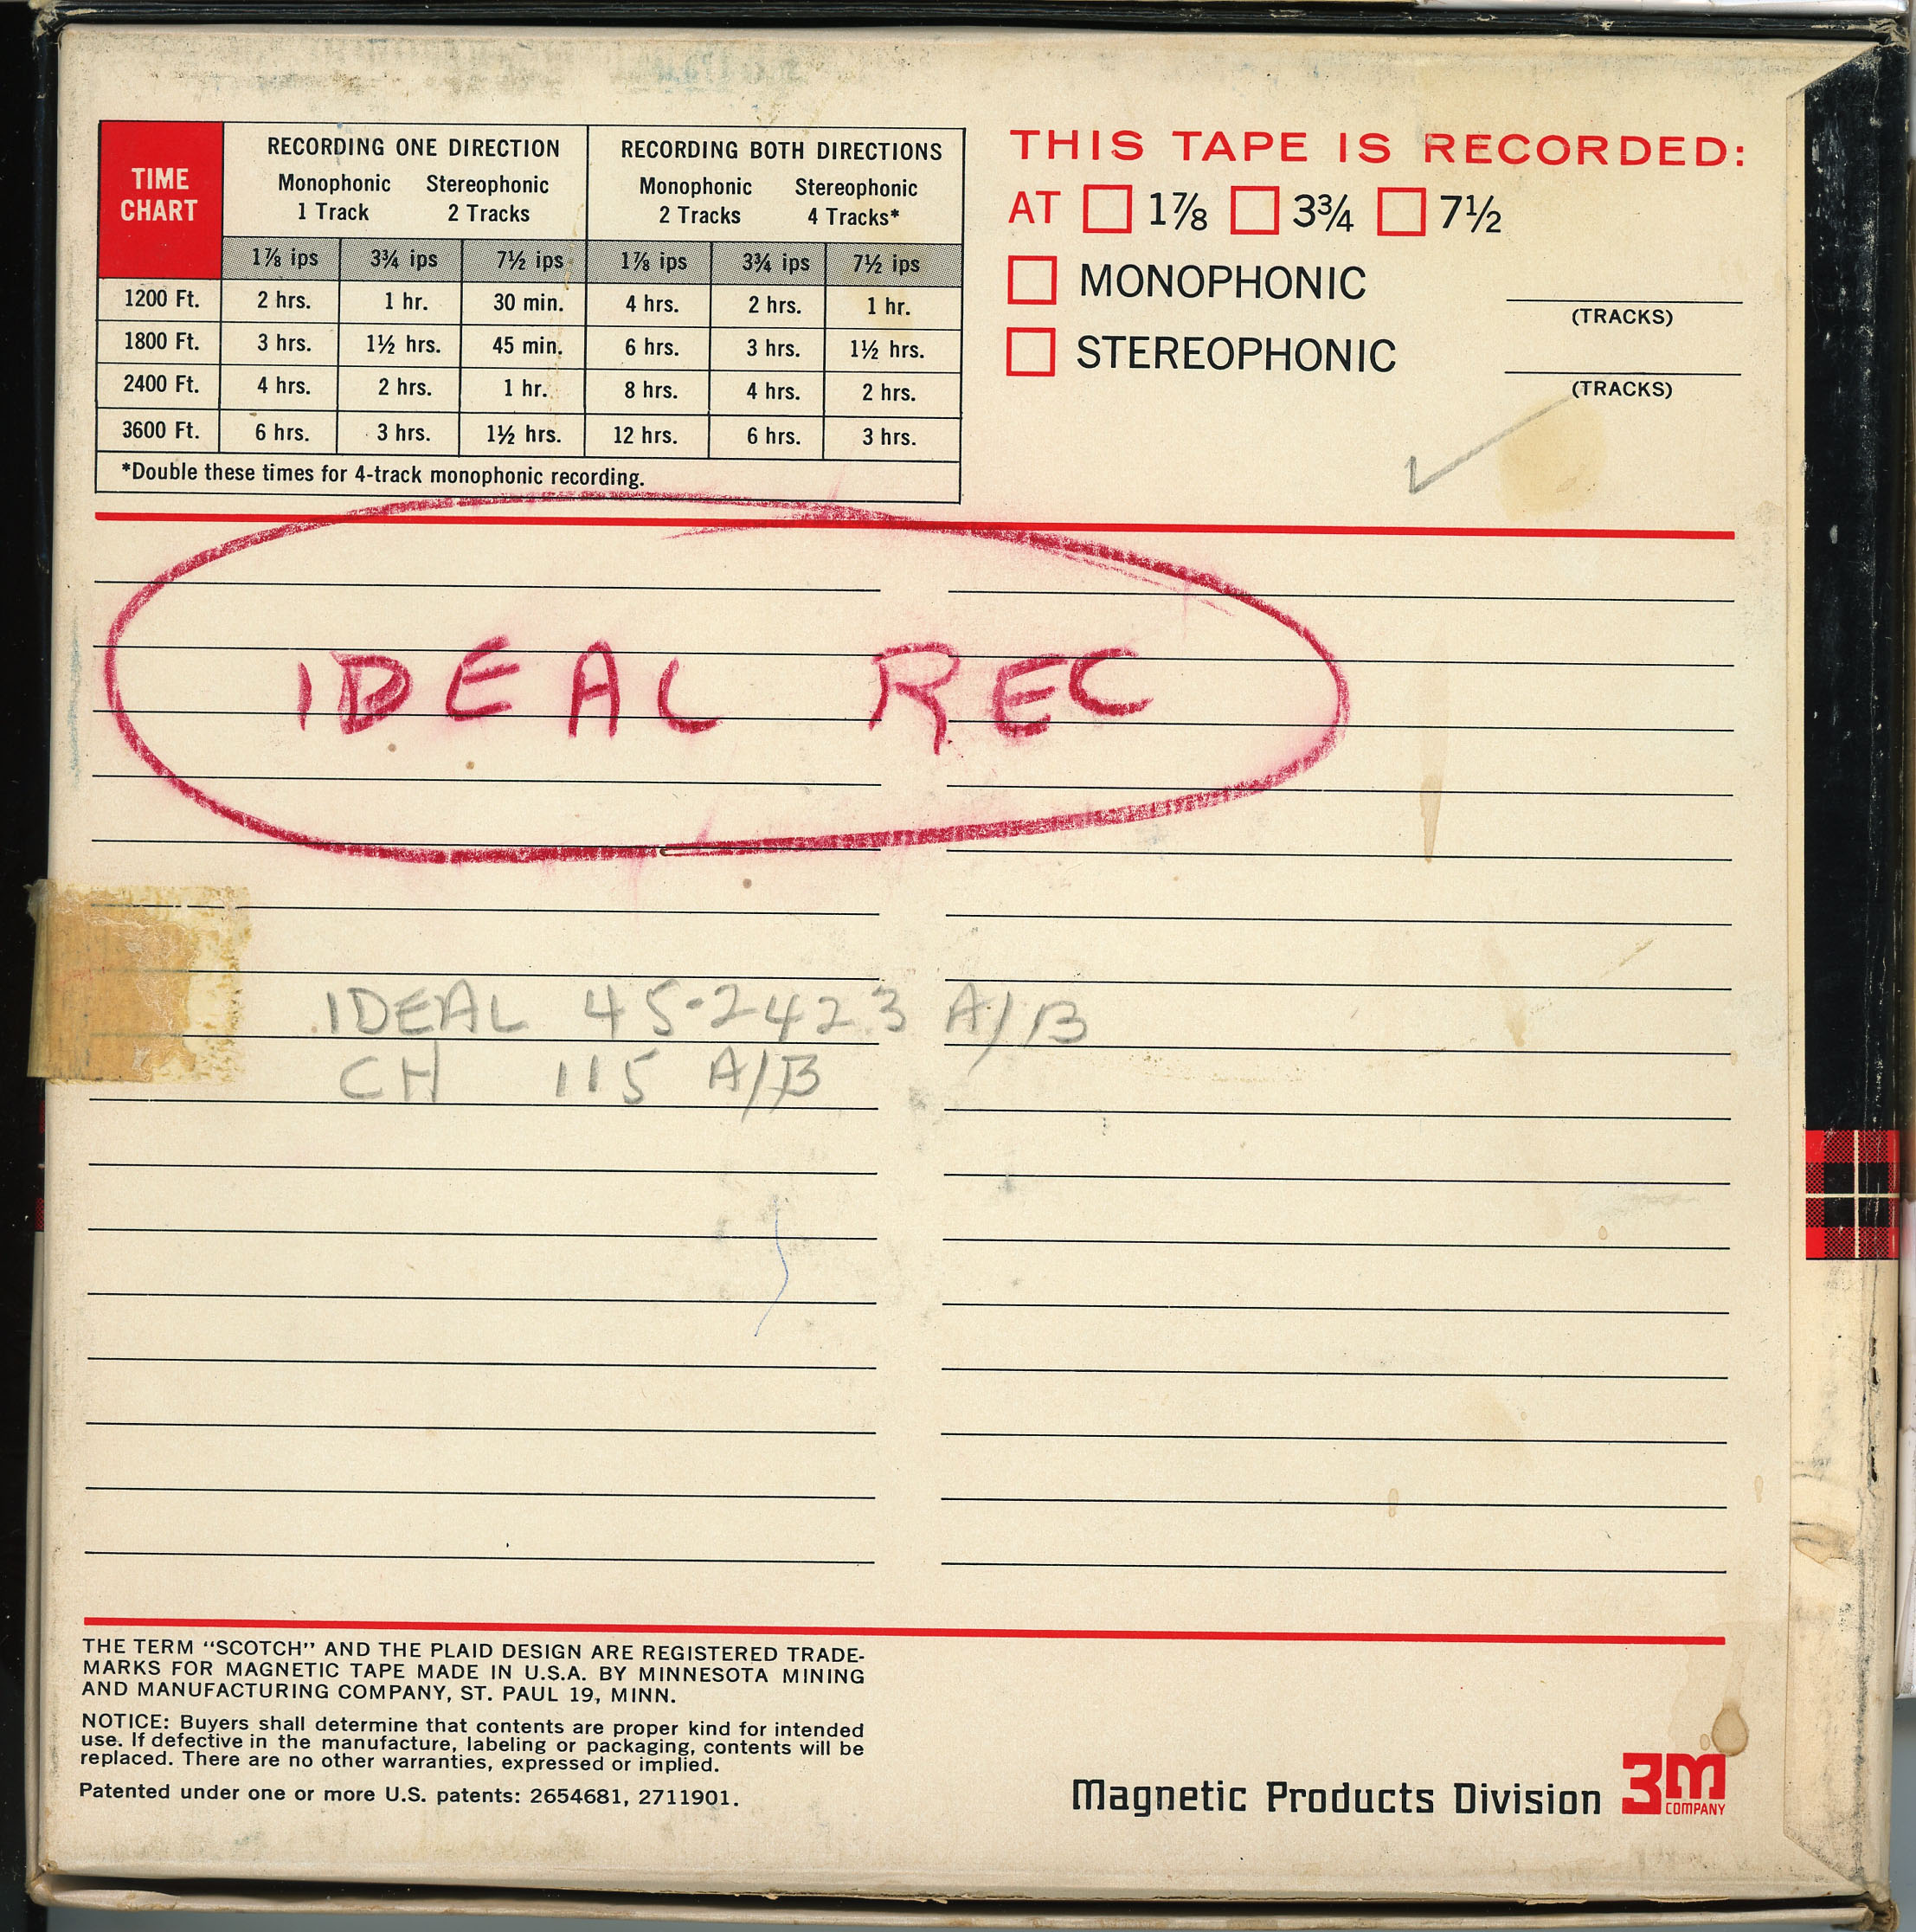 TIME CHART
RECORDING ONE DIRECTION RECORDING BOTH DIRECTIONS
Monophonic 1 Track Stereophonic 2 Tracks Monophonic 2 Tracks Stereophonic 4 Tracks*
1⅞ ips 3¾ ips 7½ ips 1⅞ ips 3¾ ips 7½ ips
1200 Ft. 2 hrs. 1 hr. 30 min. 4 hrs. 2 hrs. 1 hr.
1800 Ft. 3 hrs. 1½ hrs. 45 min. 6 hrs. 3 hrs. 1½ hrs.
2400 Ft. 4 hrs. 2 hrs. 1 hr. 8 hrs. 4 hrs. 2 hrs.
3600 Ft. 6 hrs. 3 hrs. 1½ hrs. 12 hrs. 6 hrs. 3 hrs.
*Double these times for 4-track monophonic recording.
THIS TAPE IS RECORDED:
AT 1⅞ 3¾ 7½
MONOPHONIC
(TRACKS)
STEREOPHONIC
(TRACKS)
IDEAL REC
IDEAL 45-2423 A/B
CH 115 A/B
THE TERM “SCOTCH” AND THE PLAID DESIGN ARE REGISTERED TRADE-
MARKS FOR MAGNETIC TAPE MADE IN U.S.A. BY MINNESOTA MINING
AND MANUFACTURING COMPANY, ST. PAUL 19, MINN.
NOTICE: Buyers shall determine that contents are proper kind for intended
use. If defective in the manufacture, labeling or packaging, contents will be
replaced. There are no other warranties, expressed or implied.
Patented under one or more U.S. patents: 2654681, 2711901.
Magnetic Products Division 3M COMPANY